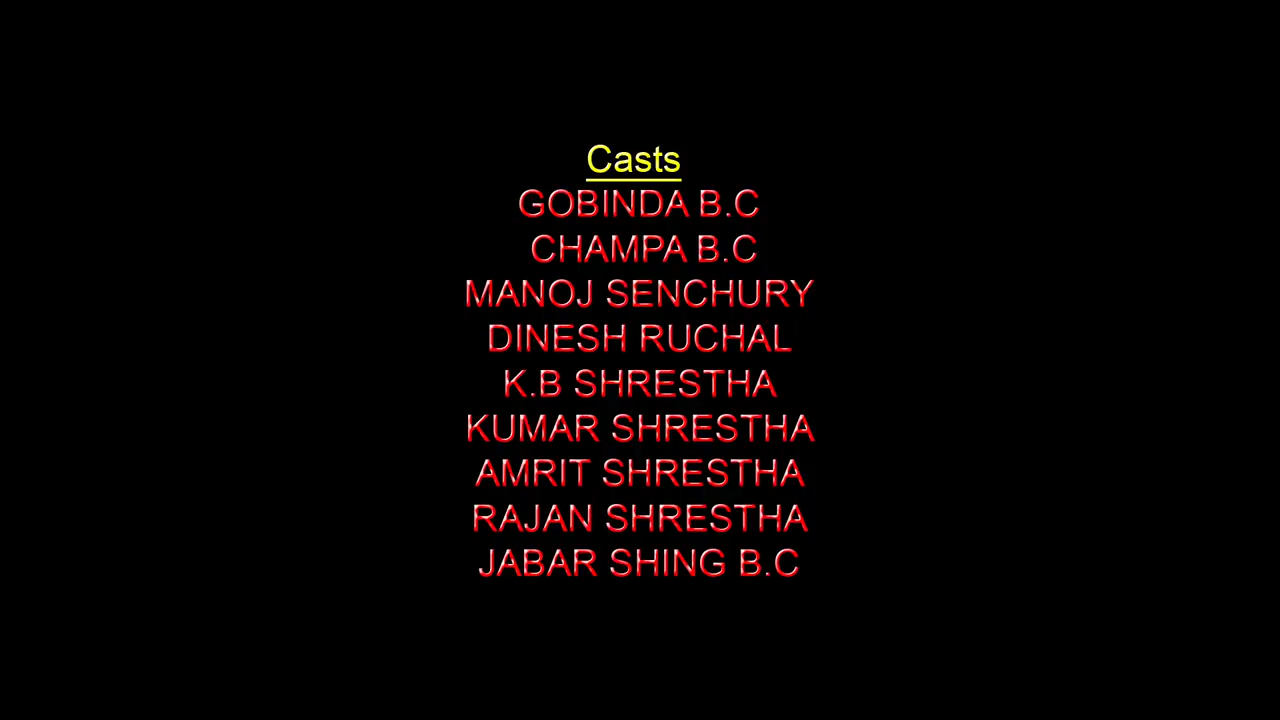 Casts
GOBINDA B.C
CHAMPA B.C
MANOJ SENCHURY
DINESH RUCHAL
K.B SHRESTHA
KUMAR SHRESTHA
AMRIT SHRESTHA
RAJAN SHRESTHA
JABAR SHING B.C